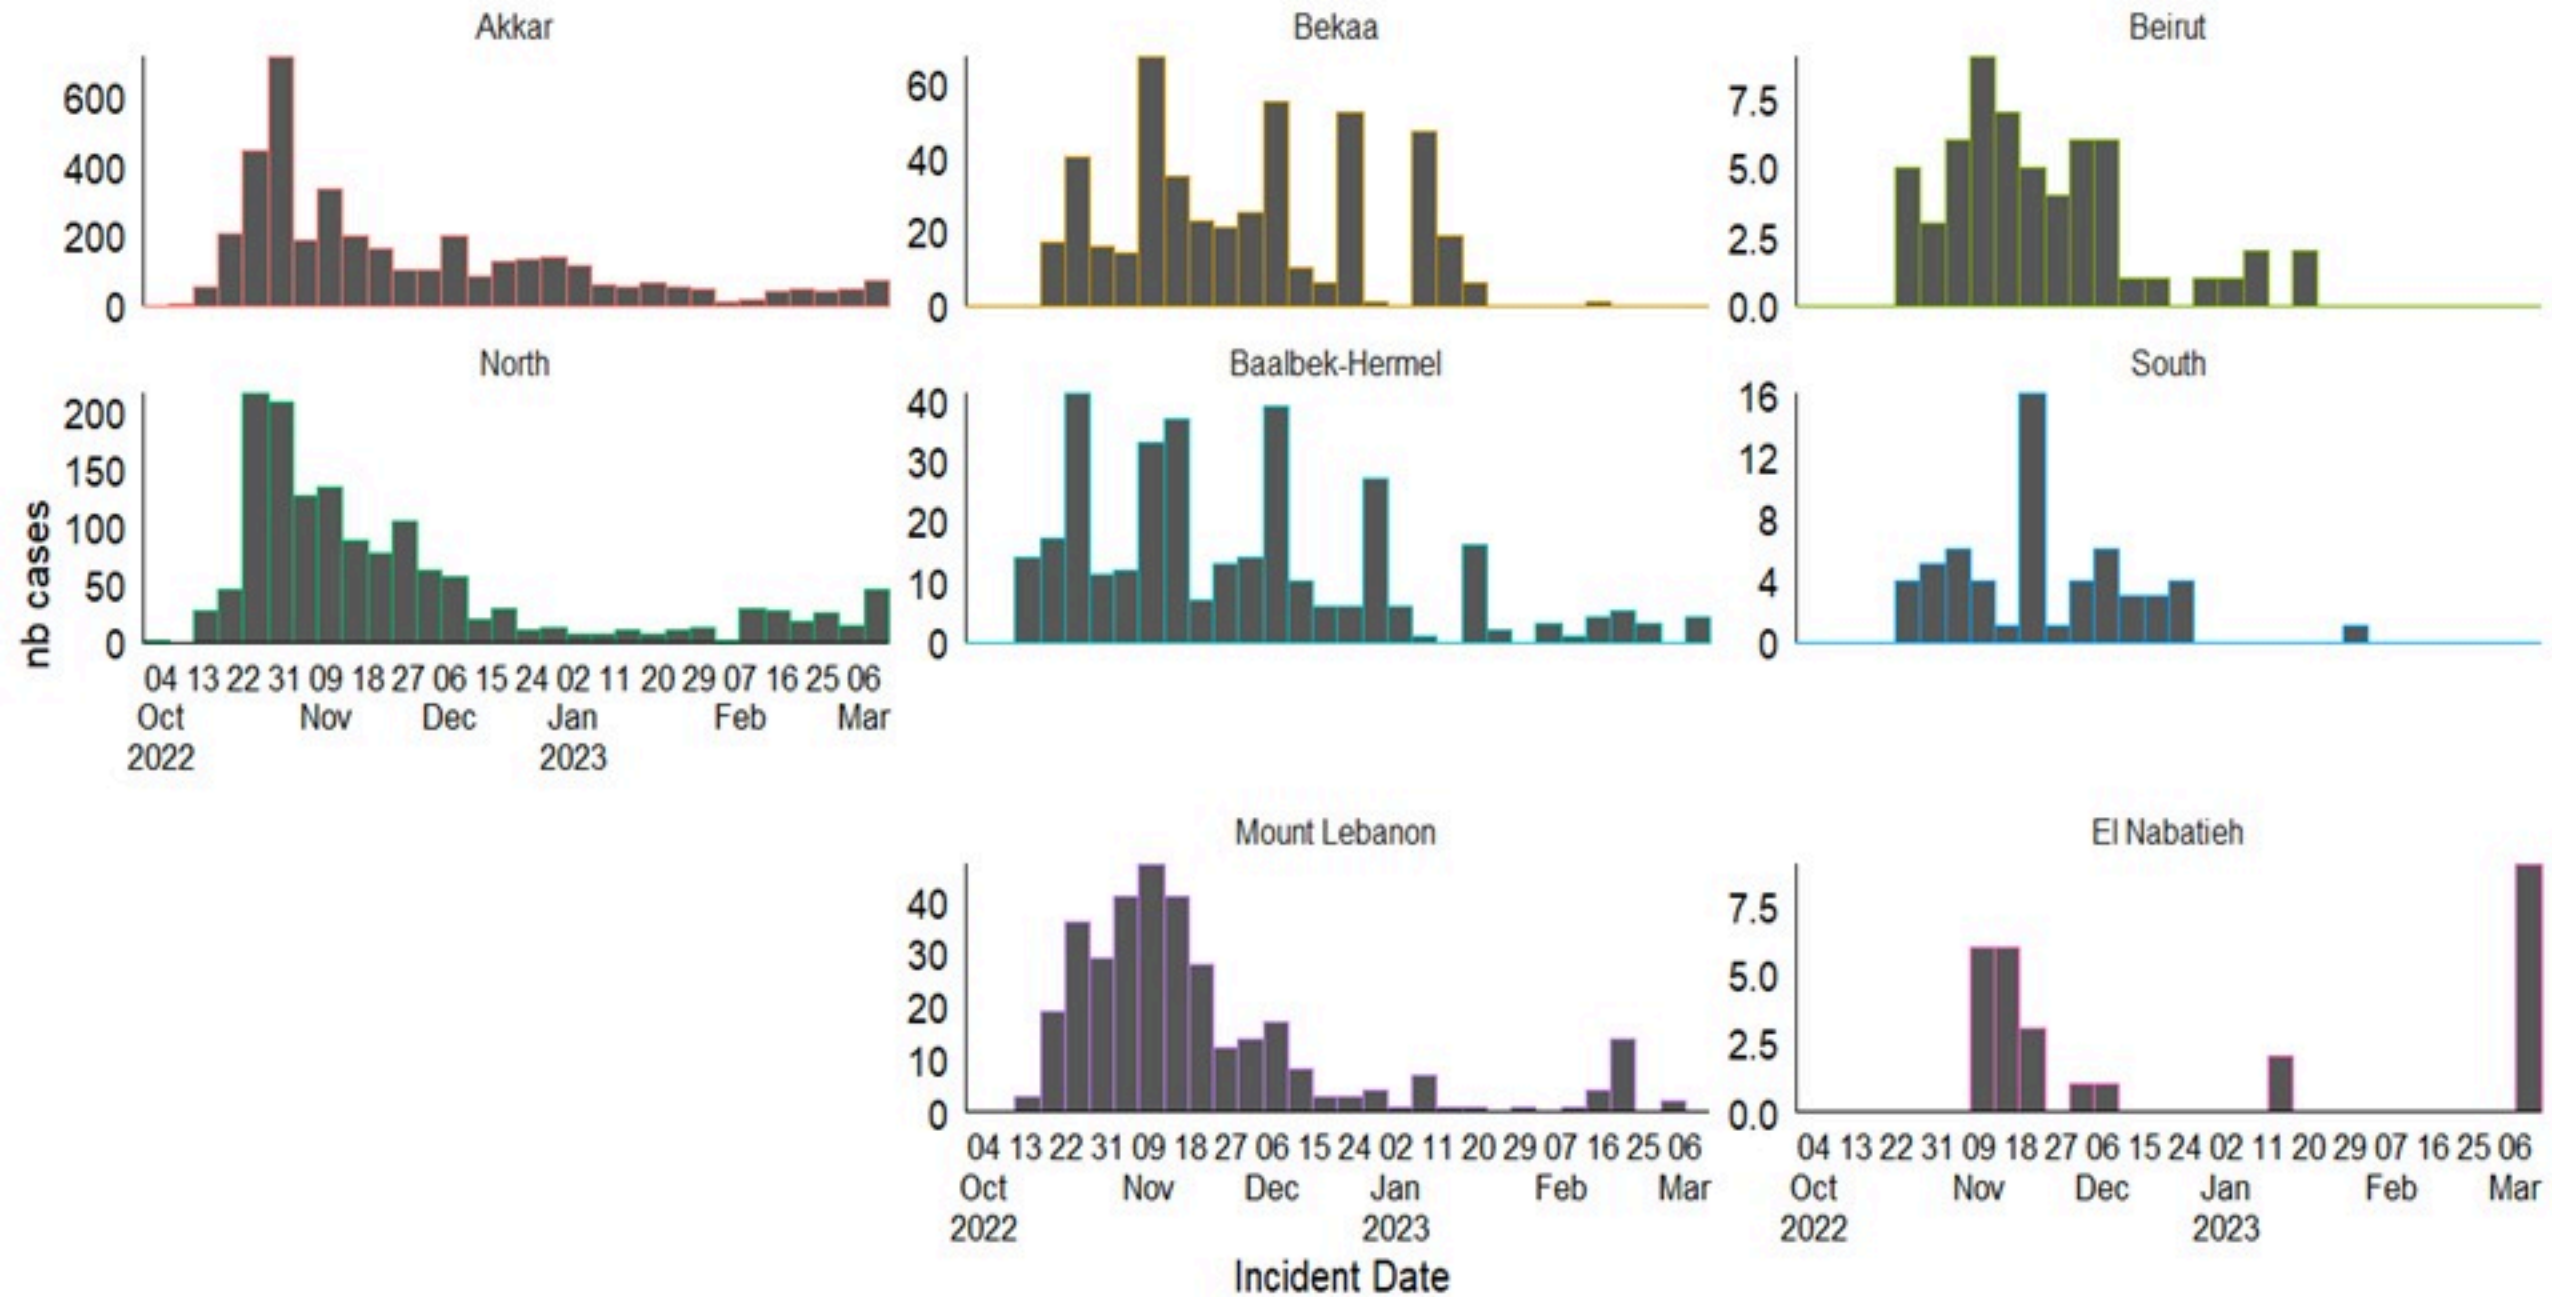 Akkar
Bekaa
Beirut
600
400
200
0
60
40
20
0
7.5
5.0
2.5
0.0
North
Baalbek-Hermel
South
200
150
100
50
0
40
30
20
10
0
16
12
8
4
0
nb cases
04 13 22 31 09 18 27 06 15 24 02 11 20 29 07 16 25 06
Oct Nov Dec Jan Feb Mar
2022 2023
Mount Lebanon
El Nabatieh
40
30
20
10
0
7.5
5.0
2.5
0.0
04 13 22 31 09 18 27 06 15 24 02 11 20 29 07 16 25 06
Oct Nov Dec Jan Feb Mar
2022 2023
04 13 22 31 09 18 27 06 15 24 02 11 20 29 07 16 25 06
Oct Nov Dec Jan Feb Mar
2022 2023
Incident Date